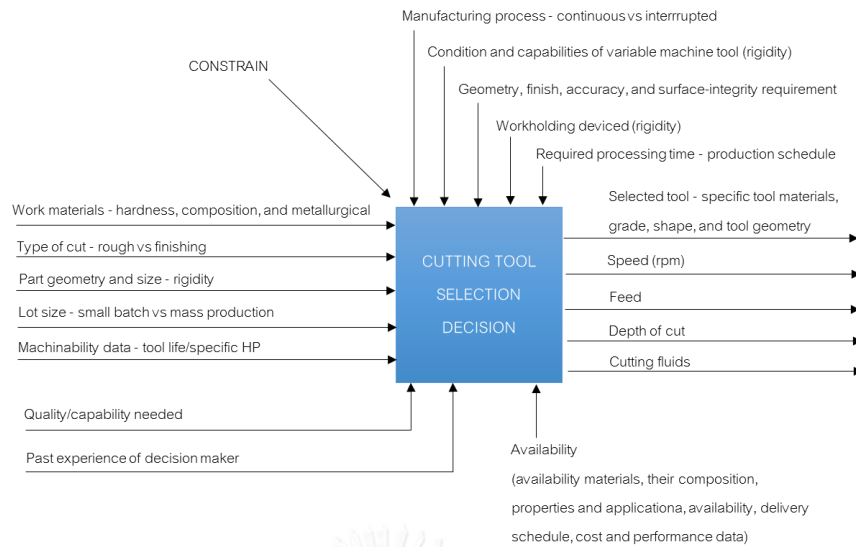 Manufacturing process - continuous vs interrrupted
Condition and capabilities of variable machine tool (rigidity)
CONSTRAIN
Geometry, finish, accuracy, and surface-integrity requirement
Workholding deviced (rigidity)
Required processing time - production schedule
Work materials - hardness, composition, and metallurgical
Type of cut - rough vs finishing
Part geometry and size - rigidity
Lot size - small batch vs mass production
Machinability data - tool life/specific HP
CUTTING TOOL
SELECTION
DECISION
Selected tool - specific tool materials,
grade, shape, and tool geometry
Speed (rpm)
Feed
Depth of cut
Cutting fluids
Quality/capability needed
Past experience of decision maker
Availability
(availability materials, their composition,
properties and applicationa, availability, delivery
schedule, cost and performance data)